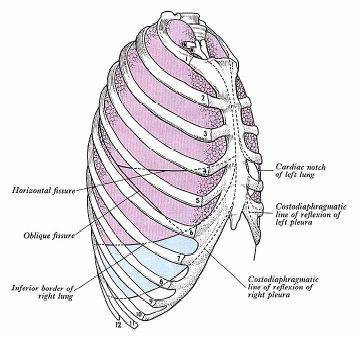 2
3
4
5
6
7
8
9
10
11
12
Horizontal fissure
Oblique fissure
Inferior border of
right lung
Cardiac notch
of left lung
Costodiaphragmatic
line of reflexion of
left pleura
Costodiaphragmatic
line of reflexion of
right pleura